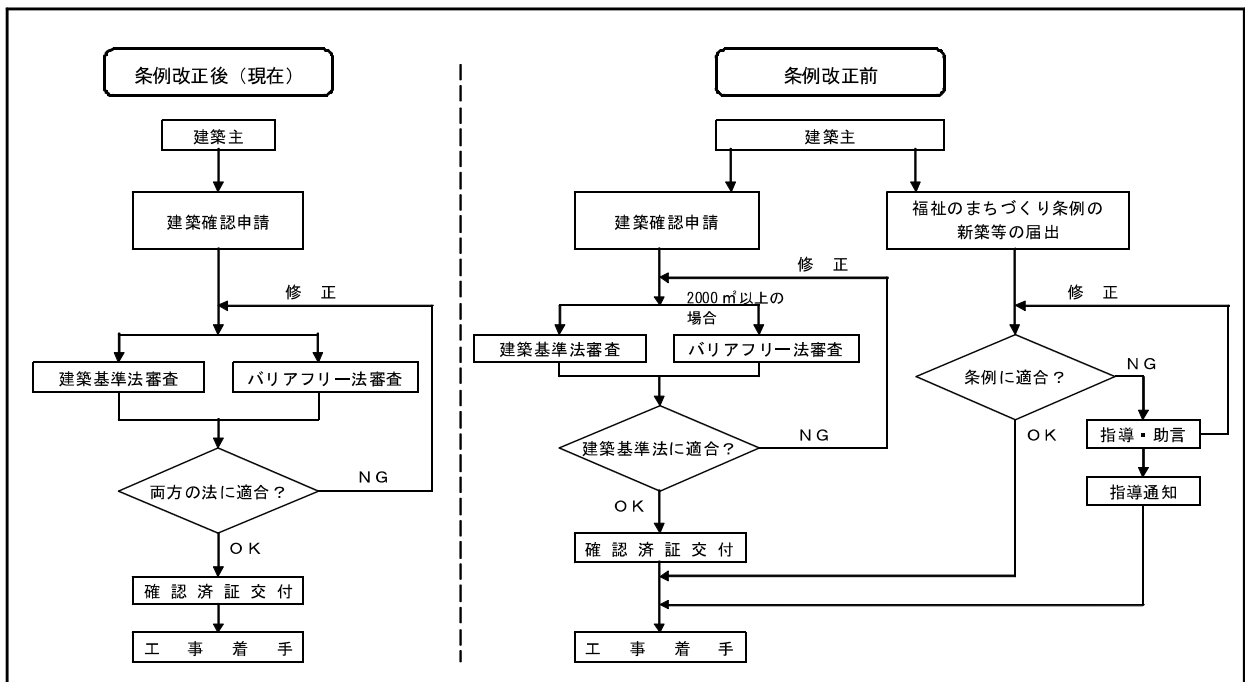 条例改正後（現在）
建築主
建築確認申請
修　正
建築基準法審査
バリアフリー法審査
両方の法に適合？
ＮＧ
ＯＫ
確認済証交付
工事着手
条例改正前
建築主
建築確認申請
修　正
2000㎡以上の
場合
建築基準法審査
バリアフリー法審査
建築基準法に適合？
ＮＧ
ＯＫ
確認済証交付
工事着手
福祉のまちづくり条例の
新築等の届出
修　正
条例に適合？
ＮＧ
ＯＫ
指導・助言
指導通知